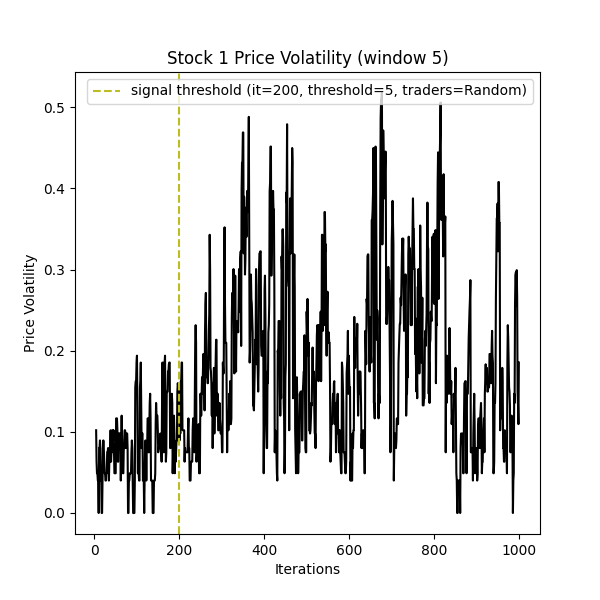 Stock 1 Price Volatility (window 5)
signal threshold (it=200, threshold=5, traders=Random)
0.5
0.4
0.3
0.2
0.1
0.0
Price Volatility
0 200 400 600 800 1000
Iterations